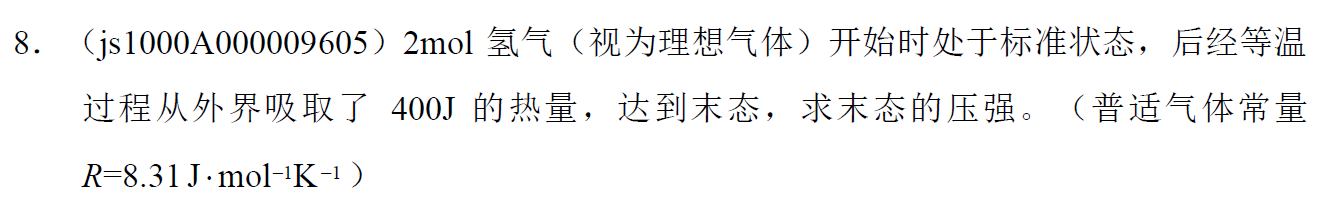 8. （js1000A000009605）2mol 氢气（视为理想气体）开始时处于标准状态，后经等温
过程从外界吸取了 400J 的热量，达到末态，求末态的压强。（普适气体常量
R=8.31J·mol⁻¹K⁻¹）